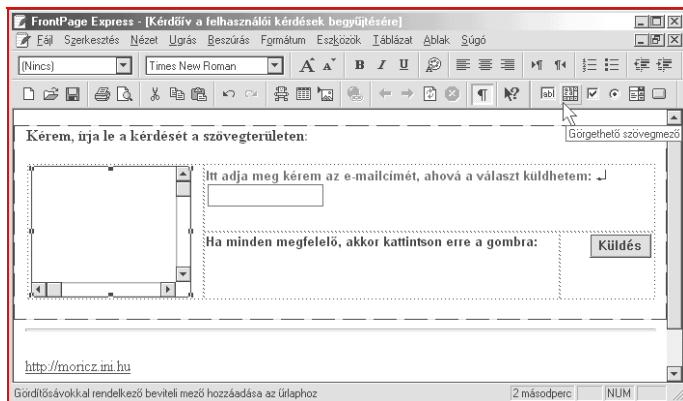 FrontPage Express - [Kérdőív a felhasználói kérdések begyűjtésére]
Fájl Szerkesztés Nézet Ugrás Beszúrás Formátum Eszközök Táblázat Ablak Súgó
(Nincs) Times New Roman A A B I U
abl
Görgethető szövegmező
Kérem, írja le a kérdését a szövegterületen:
Itt adja meg kérem az e-mailcímét, ahová a választ küldhetem:
Ha minden megfelelő, akkor kattintson erre a gombra:
Küldés
http://moricz.ini.hu
Gördítősávokkal rendelkező beviteli mező hozzáadása az űrlaphoz 2 másodperc NUM